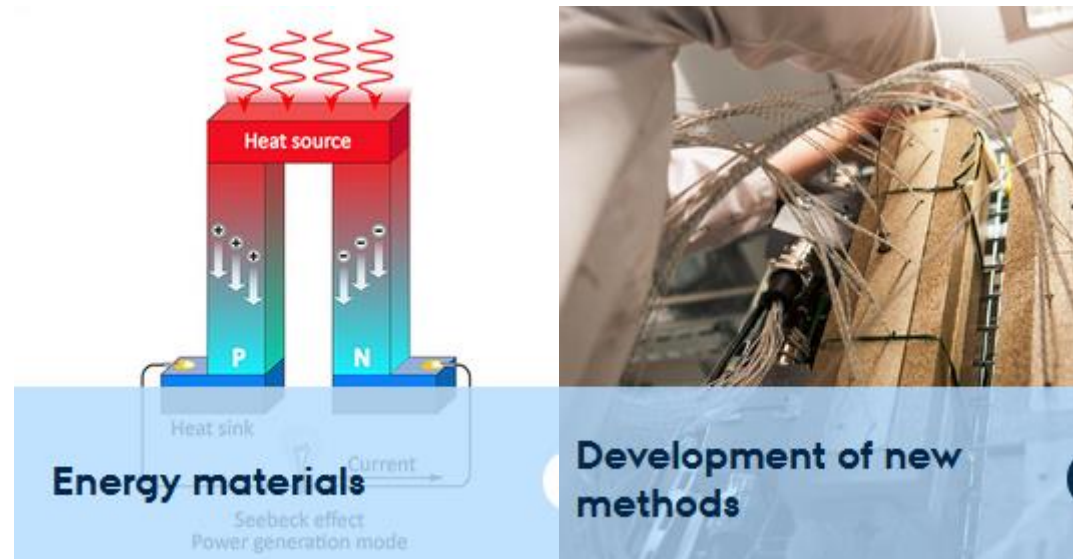 Heat source
+
+
+
-
-
-
P
N
Heat sink
Current
Energy materials
Seebeck effect
Power generation mode
Development of new
methods